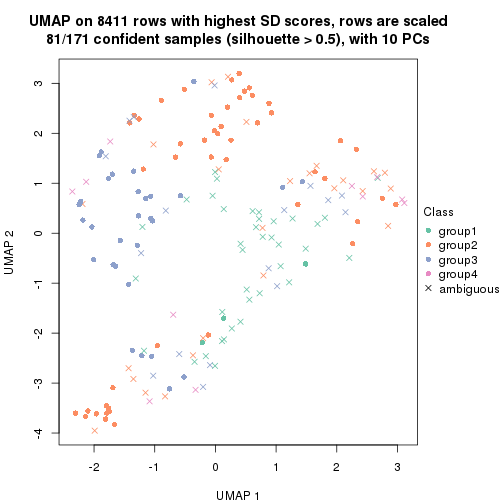 UMAP on 8411 rows with highest SD scores, rows are scaled
81/171 confident samples (silhouette > 0.5), with 10 PCs
3
2
1
0
-1
-2
-3
-4
UMAP 2
-2
-1
0
1
2
3
UMAP 1
Class
group1
group2
group3
group4
ambiguous